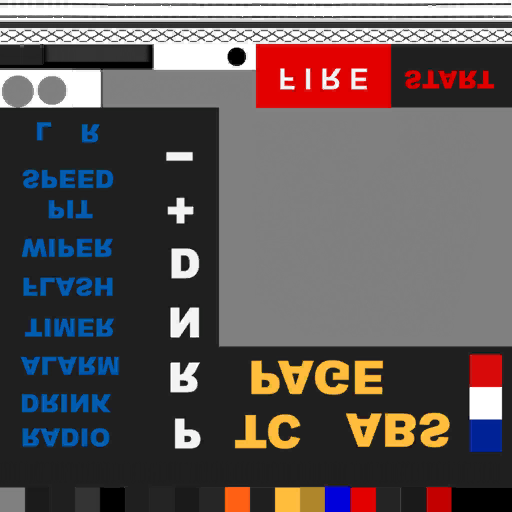 FIRE
START
L R
SPEED
PIT
WIPER
FLASH
TIMER
ALARM
DRINK
RADIO
–
+
D
N
R
P
PAGE
TC ABS